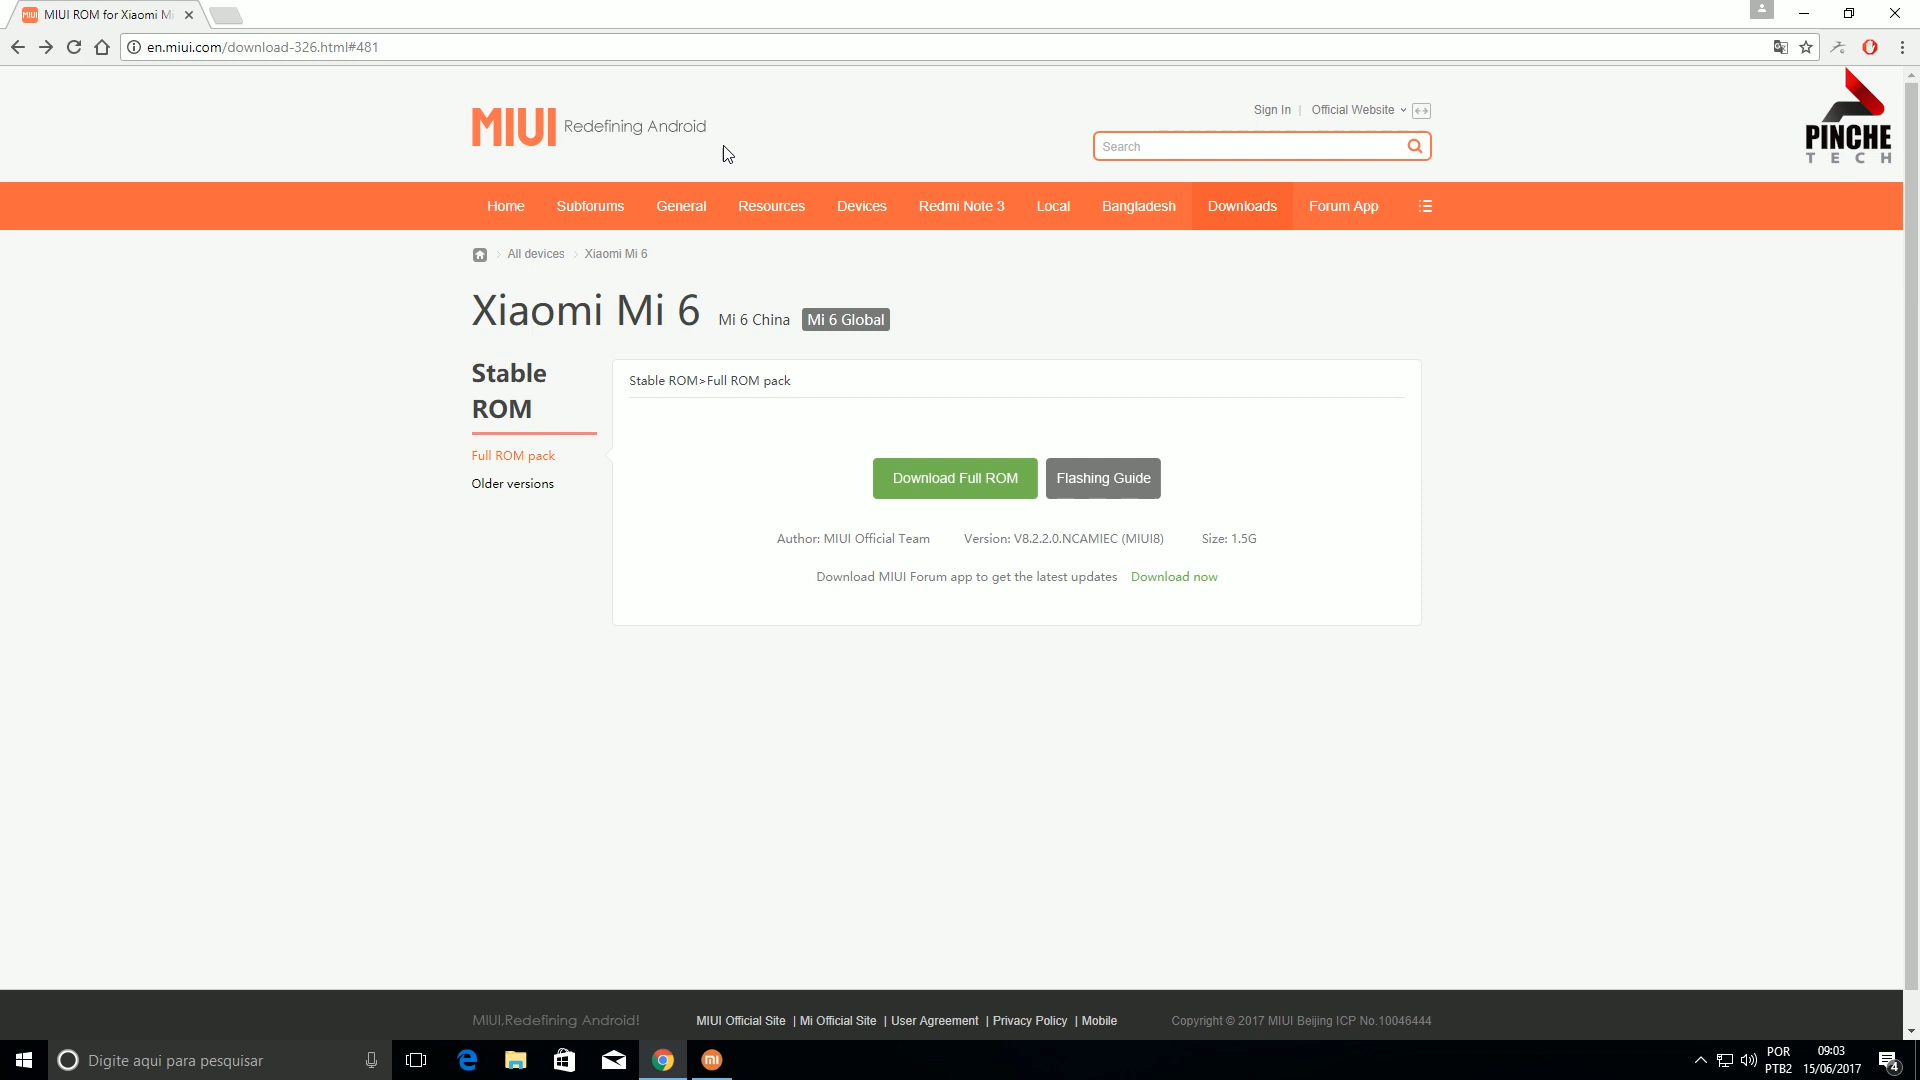 MIUI ROM for Xiaomi Mi
en.miui.com/download-326.html#481
MIUI Redefining Android
Sign In | Official Website
Search
PINCHE
TECH
Home Subforums General Resources Devices Redmi Note 3 Local Bangladesh Downloads Forum App
All devices > Xiaomi Mi 6
Xiaomi Mi 6 Mi 6 China Mi 6 Global
Stable
ROM
Full ROM pack
Older versions
Stable ROM>Full ROM pack
Download Full ROM Flashing Guide
Author: MIUI Official Team Version: V8.2.2.0.NCAMIEC (MIUI8) Size: 1.5G
Download MIUI Forum app to get the latest updates Download now
MIUI,Redefining Android! MIUI Official Site | Mi Official Site | User Agreement | Privacy Policy | Mobile Copyright © 2017 MIUI Beijing ICP No.10046444
Digite aqui para pesquisar
POR
PTB2
09:03
15/06/2017
4